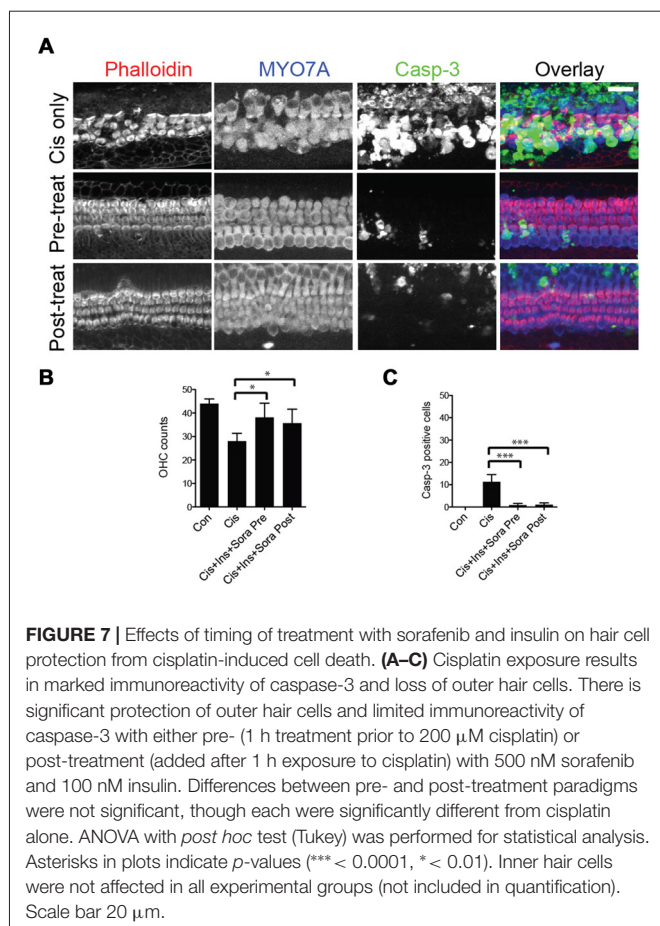 A
Phalloidin MYO7A Casp-3 Overlay
Cis only
Pre-treat
Post-treat
B
OHC counts
50
40
30
20
10
0
*
*
Con
Cis
Cis+Ins+Sora Pre
Cis+Ins+Sora Post
C
Casp-3 positive cells
50
40
30
20
10
0
***
***
Con
Cis
Cis+Ins+Sora Pre
Cis+Ins+Sora Post
FIGURE 7 | Effects of timing of treatment with sorafenib and insulin on hair cell
protection from cisplatin-induced cell death. (A–C) Cisplatin exposure results
in marked immunoreactivity of caspase-3 and loss of outer hair cells. There is
significant protection of outer hair cells and limited immunoreactivity of
caspase-3 with either pre- (1 h treatment prior to 200 μM cisplatin) or
post-treatment (added after 1 h exposure to cisplatin) with 500 nM sorafenib
and 100 nM insulin. Differences between pre- and post-treatment paradigms
were not significant, though each were significantly different from cisplatin
alone. ANOVA with post hoc test (Tukey) was performed for statistical analysis.
Asterisks in plots indicate p-values (***< 0.0001, *< 0.01). Inner hair cells
were not affected in all experimental groups (not included in quantification).
Scale bar 20 μm.